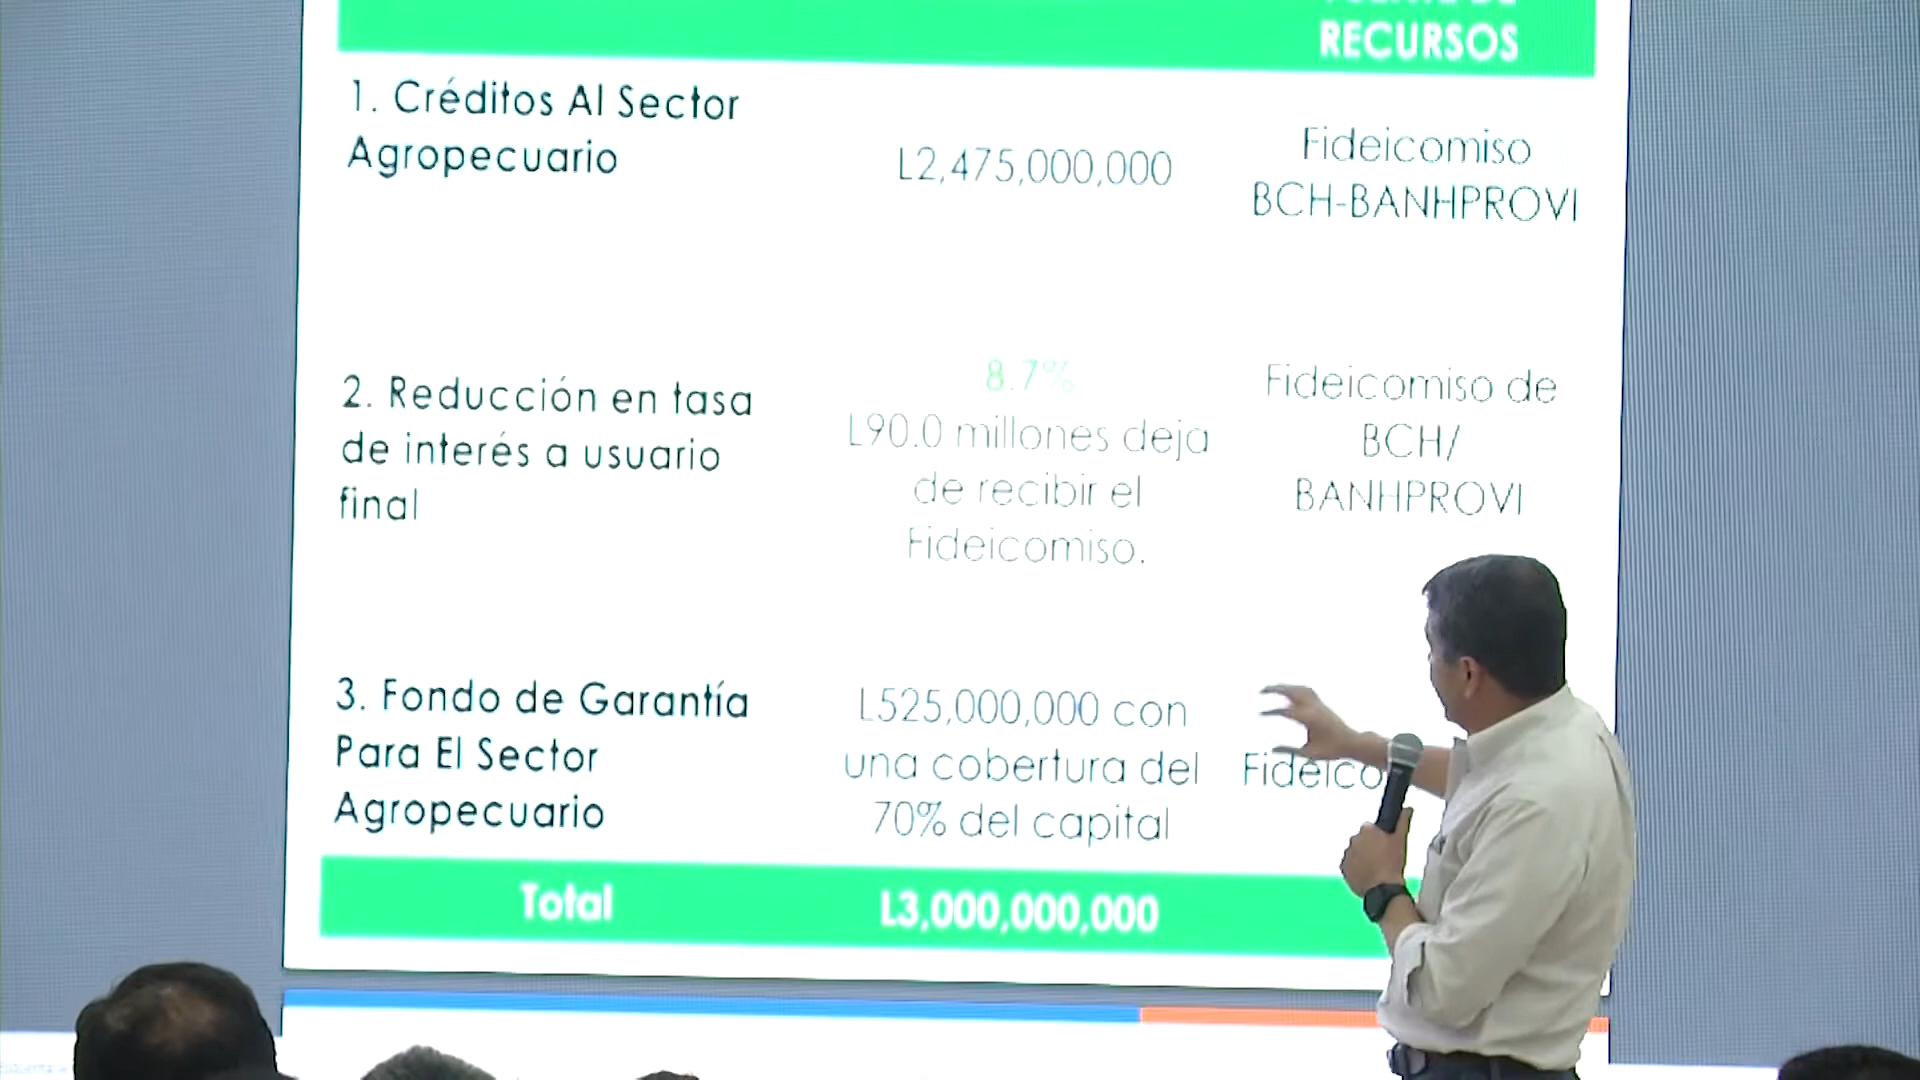 RECURSOS
1. Créditos Al Sector
Agropecuario
L2,475,000,000
Fideicomiso
BCH-BANHPROVI
2. Reducción en tasa
de interés a usuario
final
8.7%
L90.0 millones deja
de recibir el
Fideicomiso.
Fideicomiso de
BCH/
BANHPROVI
3. Fondo de Garantía
Para El Sector
Agropecuario
L525,000,000 con
una cobertura del
70% del capital
Total
L3,000,000,000